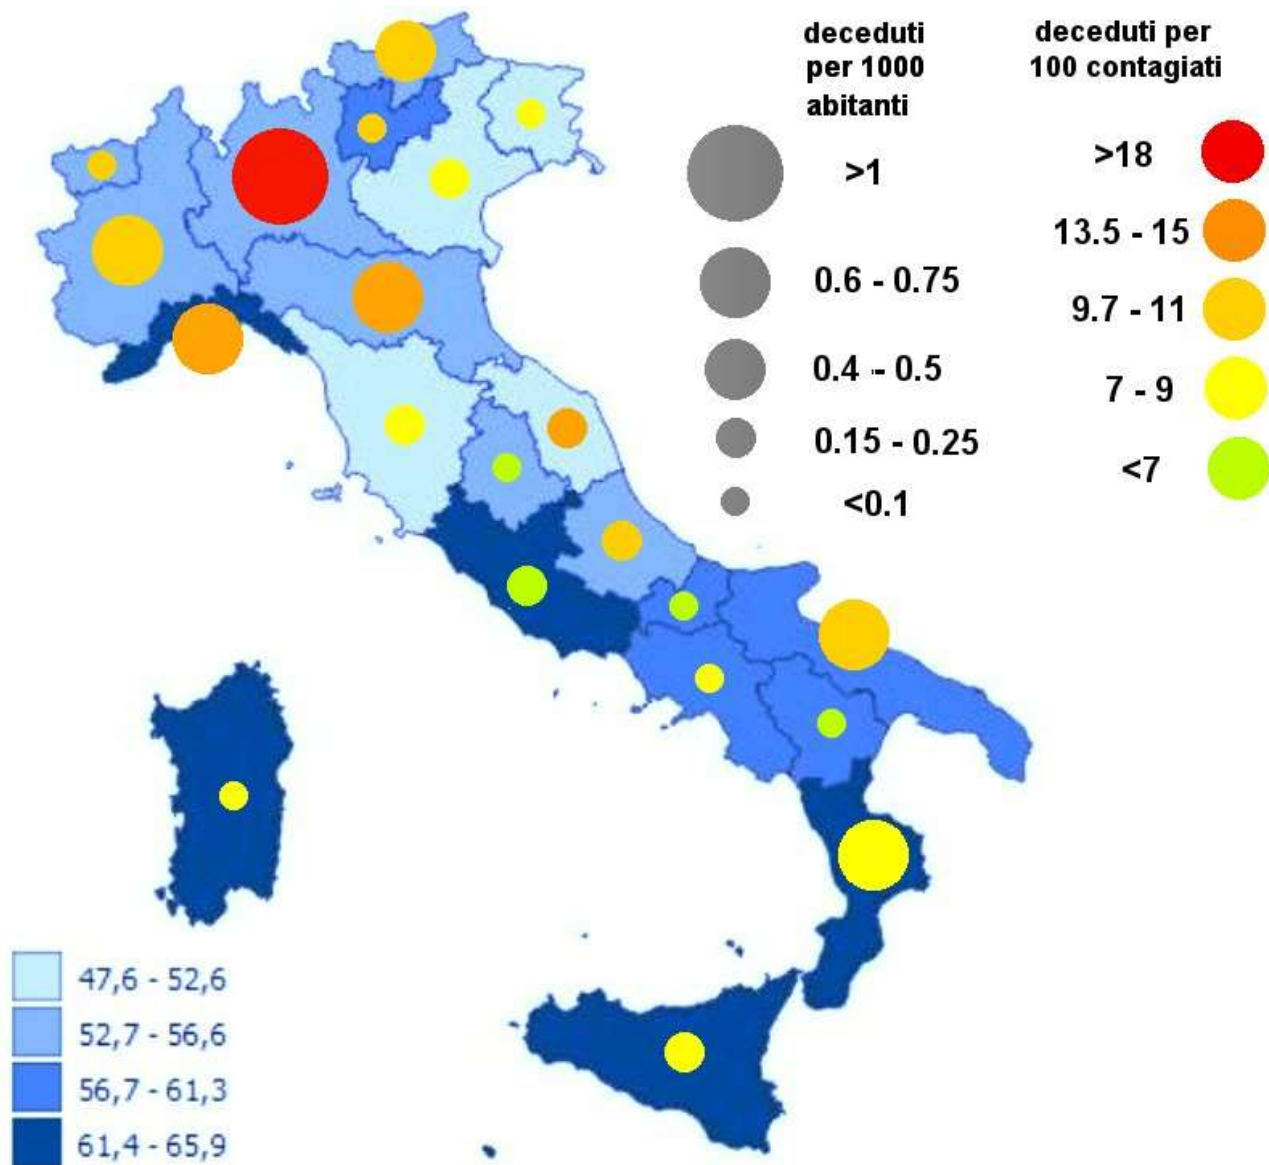 deceduti
per 1000
abitanti
>1
0.6 - 0.75
0.4 - 0.5
0.15 - 0.25
<0.1
deceduti per
100 contagiati
>18
13.5 - 15
9.7 - 11
7 - 9
<7
47,6 - 52,6
52,7 - 56,6
56,7 - 61,3
61,4 - 65,9